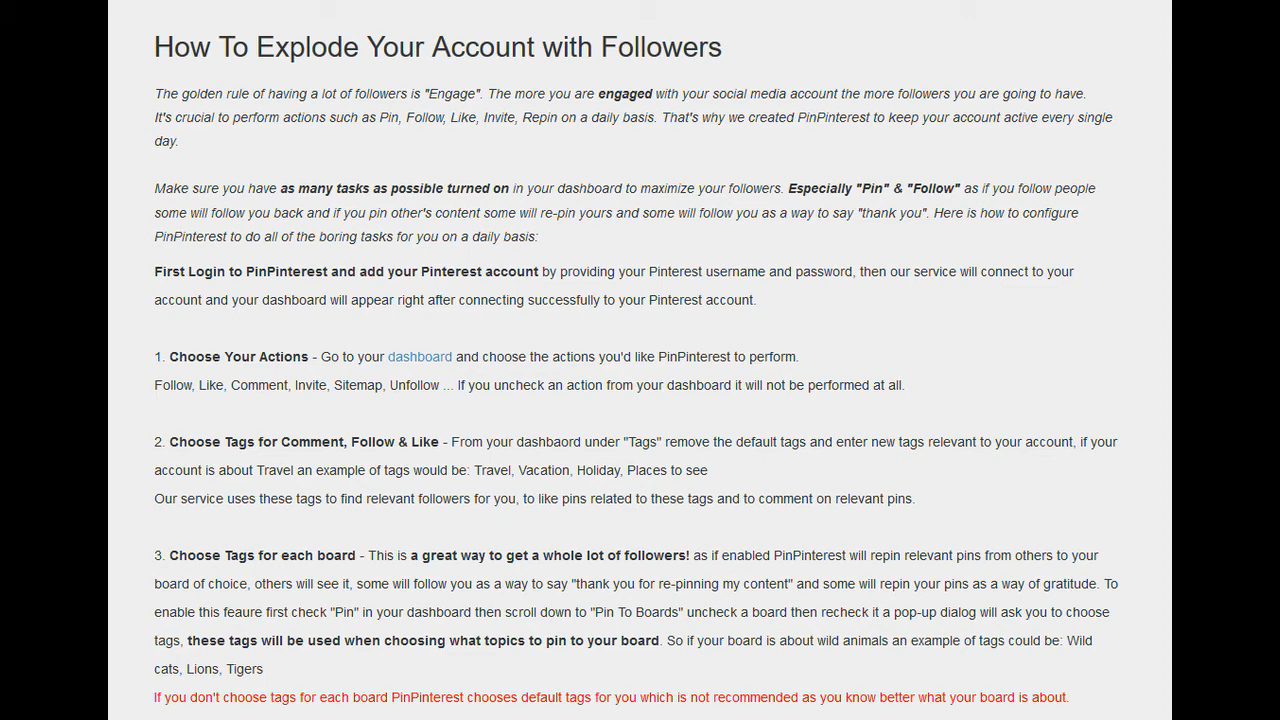 How To Explode Your Account with Followers
The golden rule of having a lot of followers is "Engage". The more you are engaged with your social media account the more followers you are going to have.
It's crucial to perform actions such as Pin, Follow, Like, Invite, Repin on a daily basis. That's why we created PinPinterest to keep your account active every single
day.
Make sure you have as many tasks as possible turned on in your dashboard to maximize your followers. Especially "Pin" & "Follow" as if you follow people
some will follow you back and if you pin other's content some will re-pin yours and some will follow you as a way to say "thank you". Here is how to configure
PinPinterest to do all of the boring tasks for you on a daily basis:
First Login to PinPinterest and add your Pinterest account by providing your Pinterest username and password, then our service will connect to your
account and your dashboard will appear right after connecting successfully to your Pinterest account.
1. Choose Your Actions - Go to your dashboard and choose the actions you'd like PinPinterest to perform.
Follow, Like, Comment, Invite, Sitemap, Unfollow ... If you uncheck an action from your dashboard it will not be performed at all.
2. Choose Tags for Comment, Follow & Like - From your dashbaord under "Tags" remove the default tags and enter new tags relevant to your account, if your
account is about Travel an example of tags would be: Travel, Vacation, Holiday, Places to see
Our service uses these tags to find relevant followers for you, to like pins related to these tags and to comment on relevant pins.
3. Choose Tags for each board - This is a great way to get a whole lot of followers! as if enabled PinPinterest will repin relevant pins from others to your
board of choice, others will see it, some will follow you as a way to say "thank you for re-pinning my content" and some will repin your pins as a way of gratitude. To
enable this feaure first check "Pin" in your dashboard then scroll down to "Pin To Boards" uncheck a board then recheck it a pop-up dialog will ask you to choose
tags, these tags will be used when choosing what topics to pin to your board. So if your board is about wild animals an example of tags could be: Wild
cats, Lions, Tigers
If you don't choose tags for each board PinPinterest chooses default tags for you which is not recommended as you know better what your board is about.